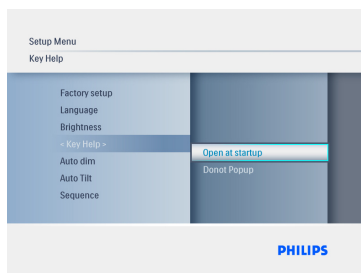 Setup Menu
Key Help
Factory setup
Language
Brightness
< Key Help >
Auto dim
Auto Tilt
Sequence
Open at startup
Donot Popup
PHILIPS